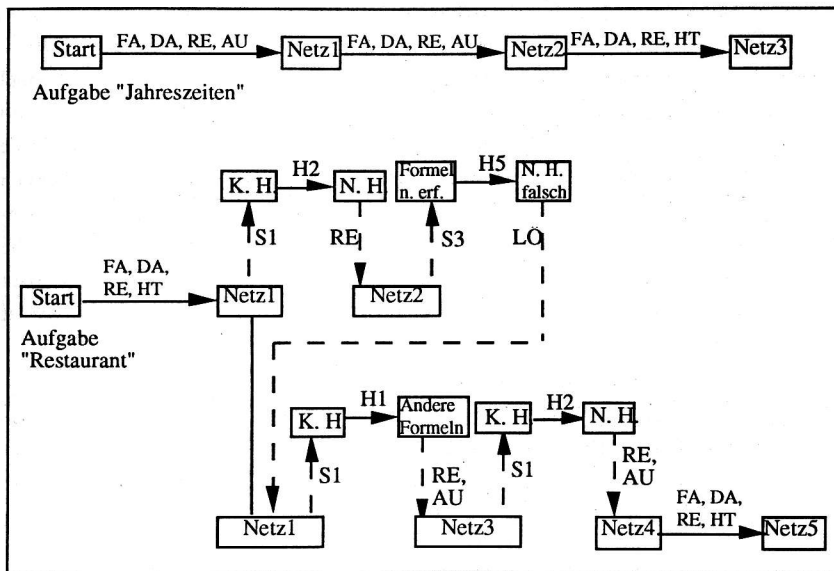 Start FA, DA, RE, AU Netz1 FA, DA, RE, AU Netz2 FA, DA, RE, HT Netz3
Aufgabe "Jahreszeiten"
K. H. H2 N. H. Formel n. erf. H5 N. H. falsch
S1 RE S3 LÖ
FA, DA,
RE, HT
Start Netz1 Netz2
Aufgabe
"Restaurant"
K. H H1 Andere Formeln K. H. H2 N. H.
S1 RE, AU S1 RE, AU
FA, DA,
RE, HT
Netz1 Netz3 Netz4 Netz5